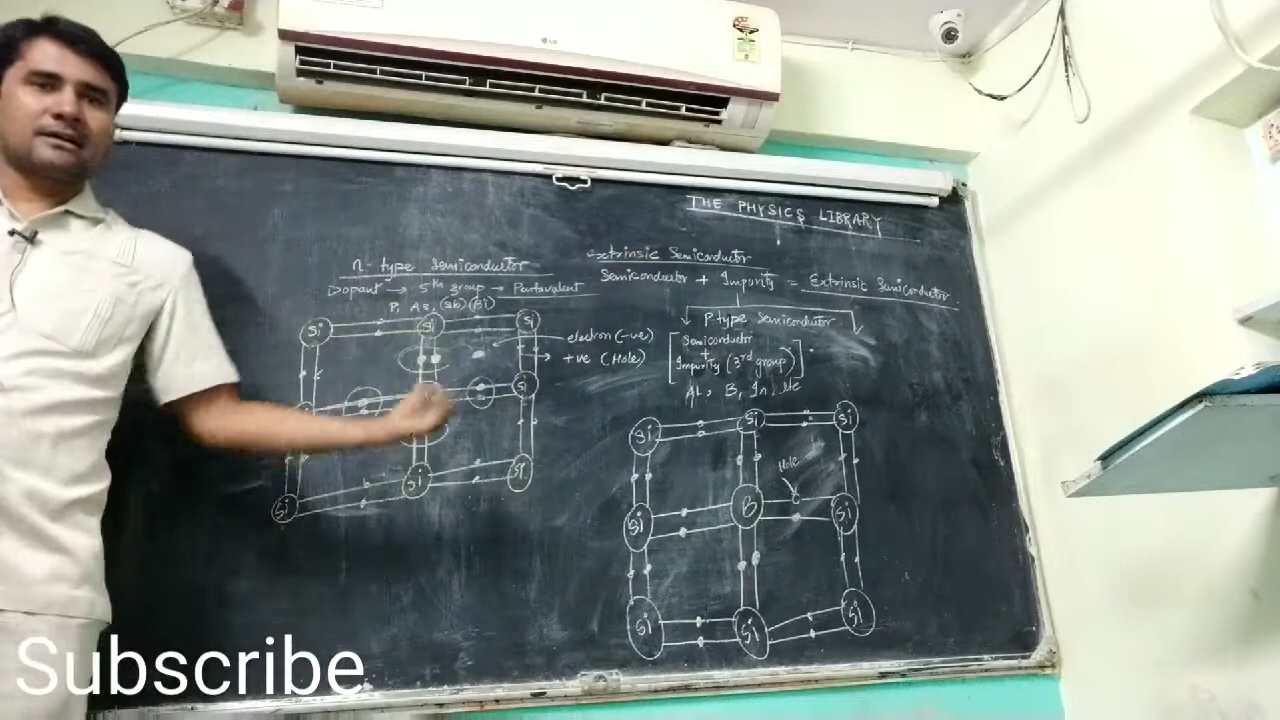 LG
THE PHYSICS LIBRARY
Extrinsic Semiconductor
Semiconductor + Impurity = Extrinsic Semiconductor
n-type Semiconductor
Dopant → 5th group → Pentavalent
P, As, (Sb) (Bi)
electron (-ve)
+ve (Hole)
Si Si Si
Si
Si Si Si
P type Semiconductor
Semiconductor
+
Impurity (3rd group)
Al, B, In, etc
Si Si Si
Hole
Si B Si
Si Si Si
Subscribe